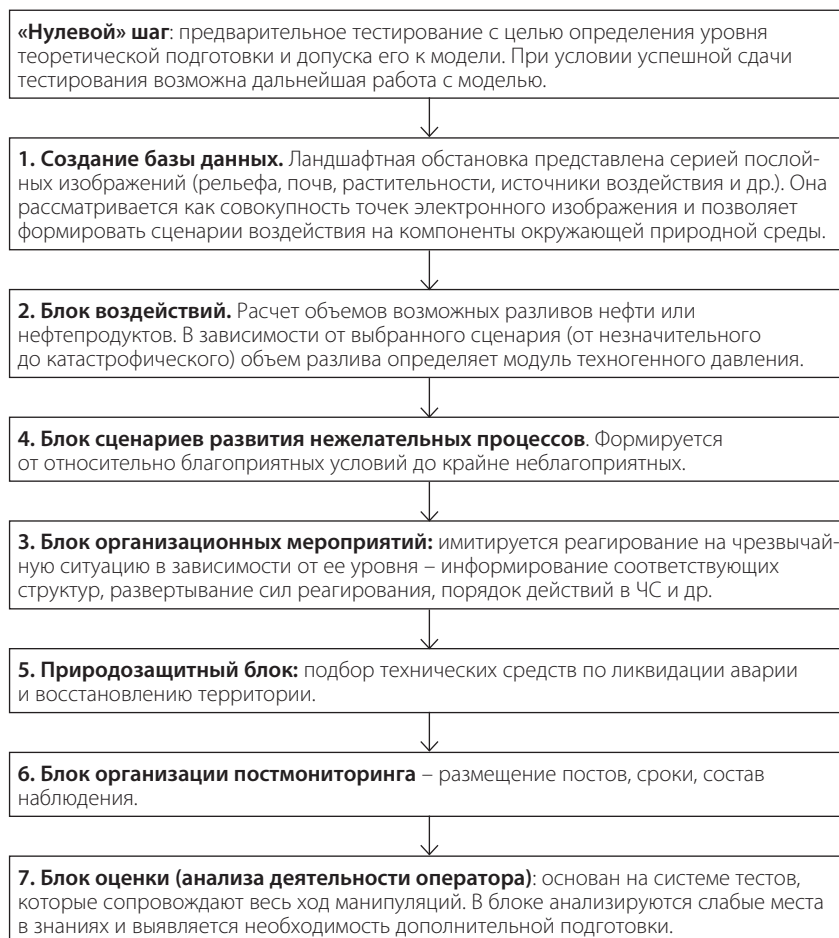 «Нулевой» шаг: предварительное тестирование с целью определения уровня
теоретической подготовки и допуска его к модели. При условии успешной сдачи
тестирования возможна дальнейшая работа с моделью.
1. Создание базы данных. Ландшафтная обстановка представлена серией послой-
ных изображений (рельефа, почв, растительности, источники воздействия и др.). Она
рассматривается как совокупность точек электронного изображения и позволяет
формировать сценарии воздействия на компоненты окружающей природной среды.
2. Блок воздействий. Расчет объемов возможных разливов нефти или
нефтепродуктов. В зависимости от выбранного сценария (от незначительного
до катастрофического) объем разлива определяет модуль техногенного давления.
4. Блок сценариев развития нежелательных процессов. Формируется
от относительно благоприятных условий до крайне неблагоприятных.
3. Блок организационных мероприятий: имитируется реагирование на чрезвычай-
ную ситуацию в зависимости от ее уровня – информирование соответствующих
структур, развертывание сил реагирования, порядок действий в ЧС и др.
5. Природозащитный блок: подбор технических средств по ликвидации аварии
и восстановлению территории.
6. Блок организации постмониторинга – размещение постов, сроки, состав
наблюдения.
7. Блок оценки (анализа деятельности оператора): основан на системе тестов,
которые сопровождают весь ход манипуляций. В блоке анализируются слабые места
в знаниях и выявляется необходимость дополнительной подготовки.